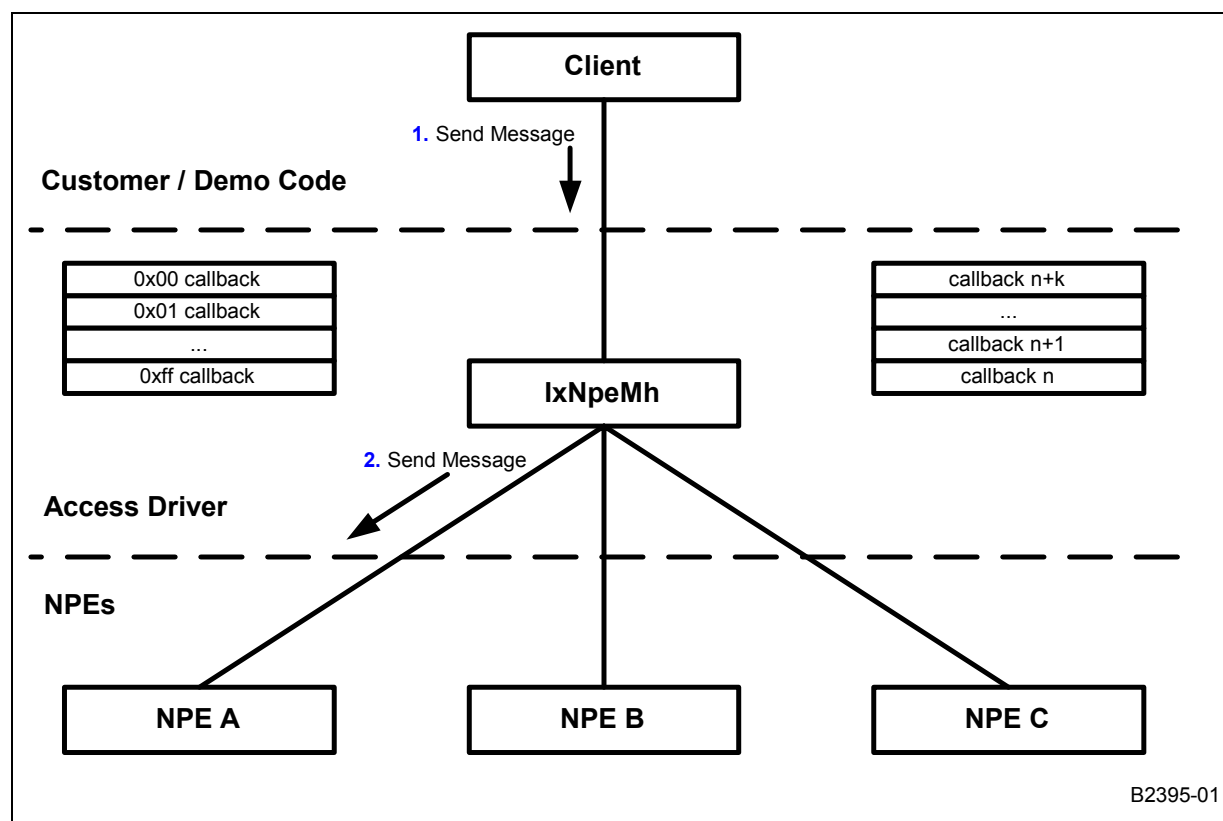 Client
1. Send Message
Customer / Demo Code
0x00 callback
0x01 callback
...
0xff callback
callback n+k
...
callback n+1
callback n
IxNpeMh
2. Send Message
Access Driver
NPEs
NPE A
NPE B
NPE C
B2395-01